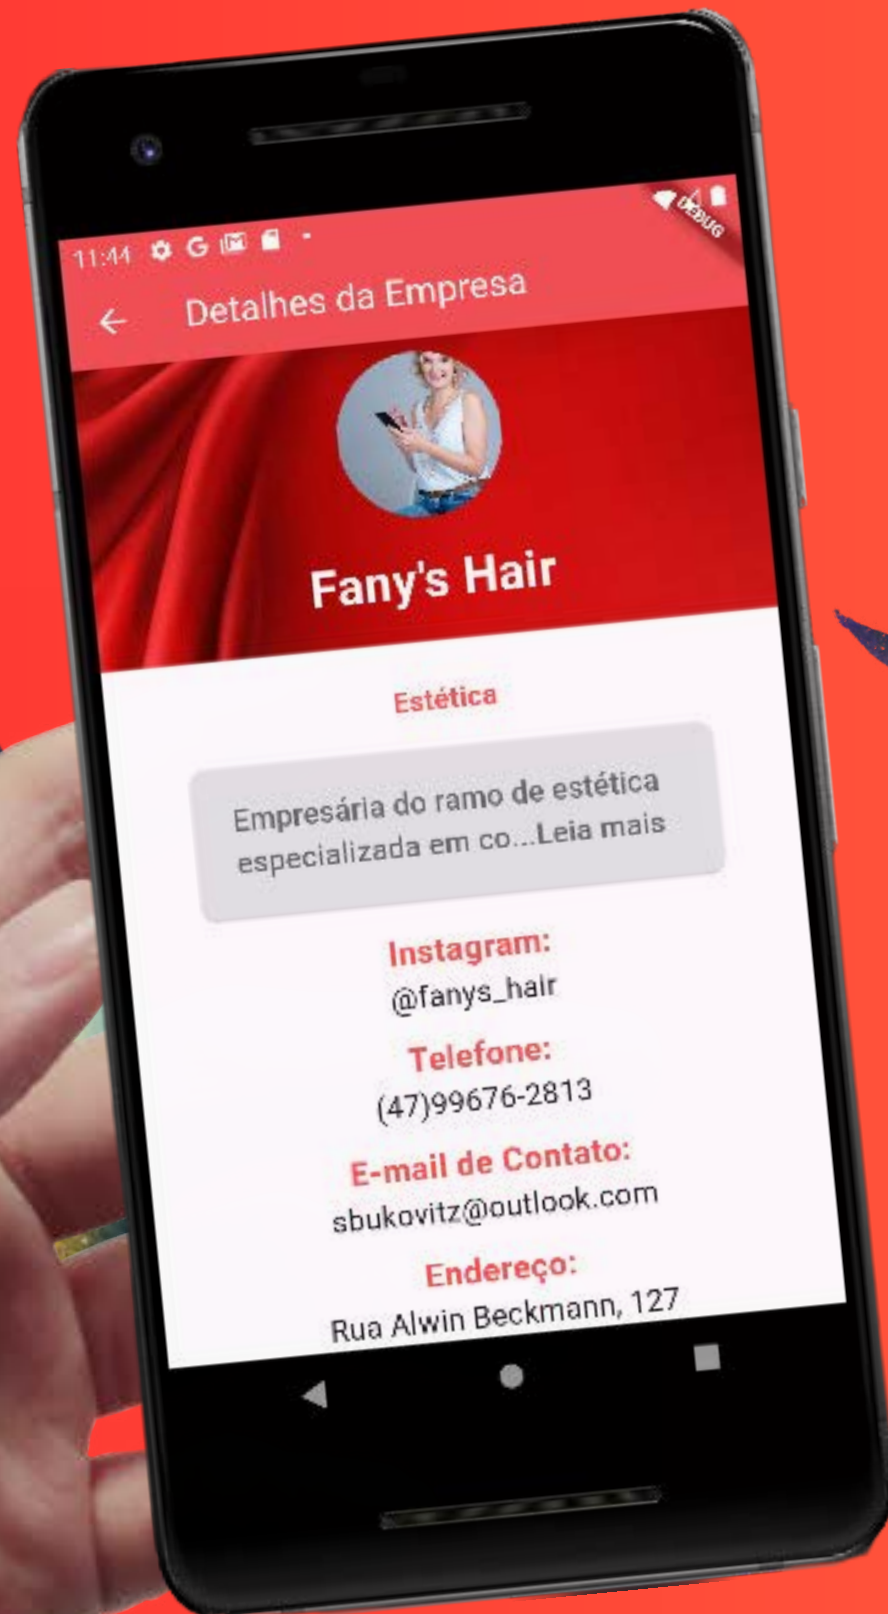 11:44
DEBUG
Detalhes da Empresa
Fany's Hair
Estética
Empresária do ramo de estética
especializada em co...Leia mais
Instagram:
@fanys_hair
Telefone:
(47)99676-2813
E-mail de Contato:
sbukovitz@outlook.com
Endereço:
Rua Alwin Beckmann, 127